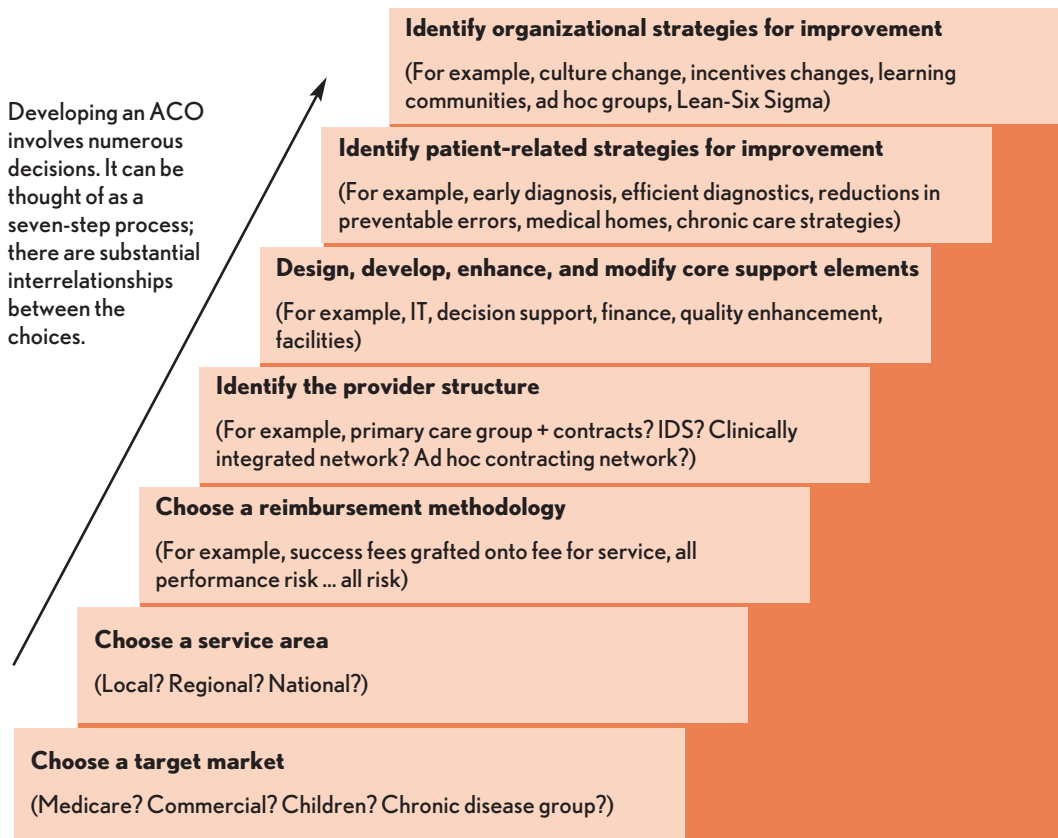 Identify organizational strategies for improvement
(For example, culture change, incentives changes, learning
communities, ad hoc groups, Lean-Six Sigma)
Developing an ACO
involves numerous
decisions. It can be
thought of as a
seven-step process;
there are substantial
interrelationships
between the
choices.
Identify patient-related strategies for improvement
(For example, early diagnosis, efficient diagnostics, reductions in
preventable errors, medical homes, chronic care strategies)
Design, develop, enhance, and modify core support elements
(For example, IT, decision support, finance, quality enhancement,
facilities)
Identify the provider structure
(For example, primary care group + contracts? IDS? Clinically
integrated network? Ad hoc contracting network?)
Choose a reimbursement methodology
(For example, success fees grafted onto fee for service, all
performance risk ... all risk)
Choose a service area
(Local? Regional? National?)
Choose a target market
(Medicare? Commercial? Children? Chronic disease group?)